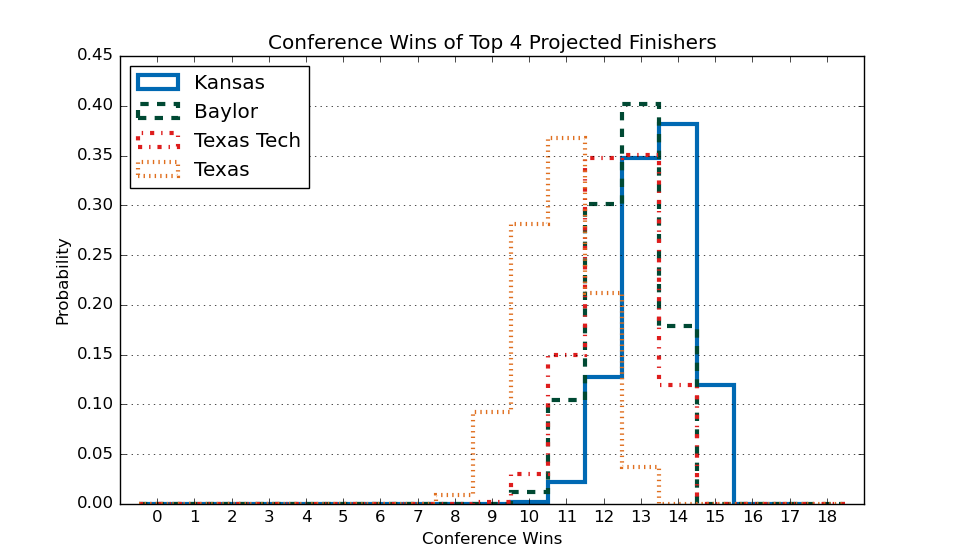 Conference Wins of Top 4 Projected Finishers
Kansas
Baylor
Texas Tech
Texas
Probability
0.45
0.40
0.35
0.30
0.25
0.20
0.15
0.10
0.05
0.00
0 1 2 3 4 5 6 7 8 9 10 11 12 13 14 15 16 17 18
Conference Wins